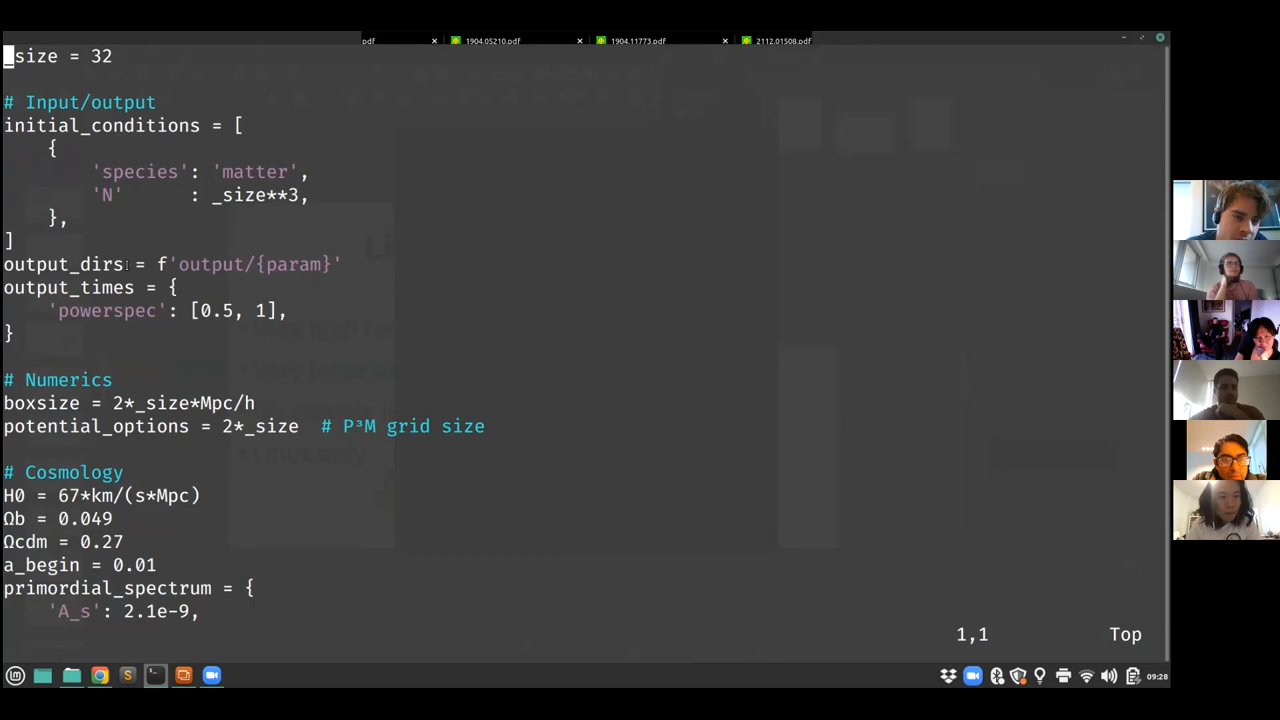 pdf
1904.05210.pdf
1904.11773.pdf
2112.01508.pdf
_size = 32
# Input/output
initial_conditions = [
{
'species': 'matter',
'N' : _size**3,
},
]
output_dirs = f'output/{param}'
output_times = {
'powerspec': [0.5, 1],
}
# Numerics
boxsize = 2*_size*Mpc/h
potential_options = 2*_size # P³M grid size
# Cosmology
H0 = 67*km/(s*Mpc)
Ωb = 0.049
Ωcdm = 0.27
a_begin = 0.01
primordial_spectrum = {
'A_s': 2.1e-9,
1,1 Top
09:28